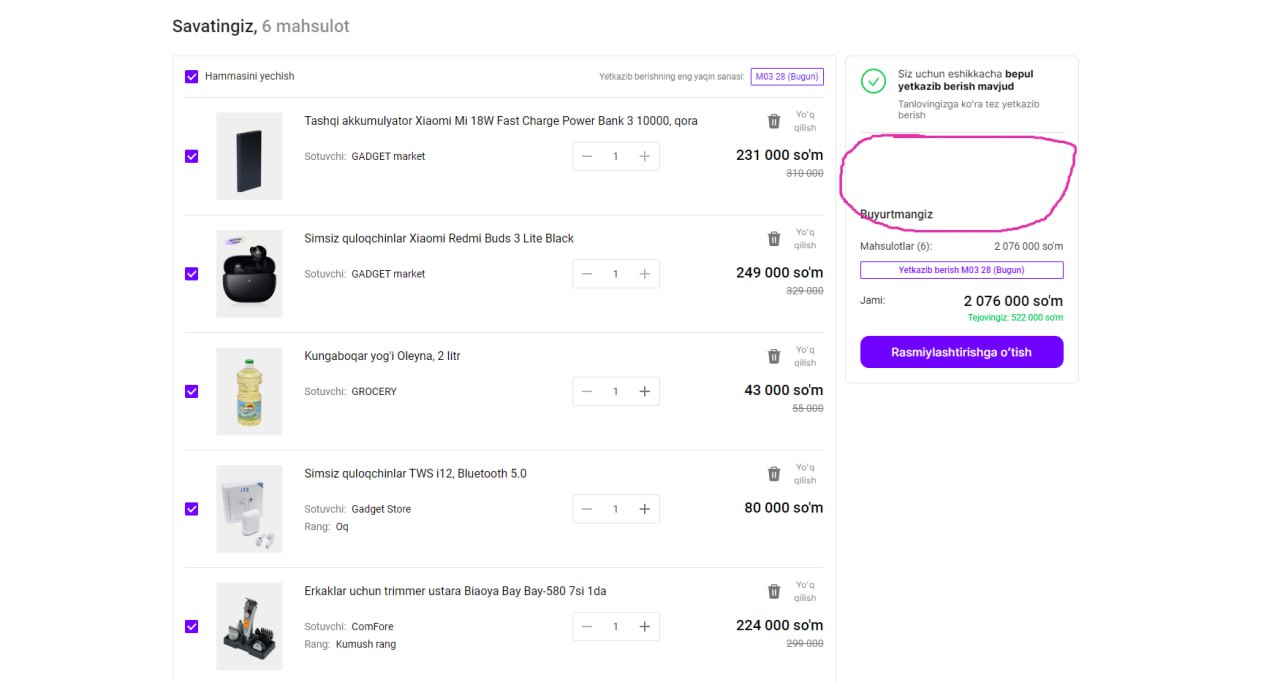 Savatingiz, 6 mahsulot
Hammasini yechish
Yetkazib berishning eng yaqin sanasi: M03 28 (Bugun)
Tashqi akkumulyator Xiaomi Mi 18W Fast Charge Power Bank 3 10000, qora
Yo'q
qilish
Sotuvchi: GADGET market
1
231 000 so'm
310 000
Simsiz quloqchinlar Xiaomi Redmi Buds 3 Lite Black
Yo'q
qilish
Sotuvchi: GADGET market
1
249 000 so'm
329 000
Kungaboqar yog'i Oleyna, 2 litr
Yo'q
qilish
Sotuvchi: GROCERY
1
43 000 so'm
55 000
Simsiz quloqchinlar TWS i12, Bluetooth 5.0
Yo'q
qilish
i12
Sotuvchi: Gadget Store
Rang: Oq
1
80 000 so'm
Erkaklar uchun trimmer ustara Biaoya Bay Bay-580 7si 1da
Yo'q
qilish
Sotuvchi: ComFore
Rang: Kumush rang
1
224 000 so'm
299 000
Siz uchun eshikkacha bepul
yetkazib berish mavjud
Tanlovingizga ko'ra tez yetkazib
berish
Buyurtmangiz
Mahsulotlar (6): 2 076 000 so'm
Yetkazib berish M03 28 (Bugun)
Jami: 2 076 000 so'm
Tejovingiz: 522 000 so'm
Rasmiylashtirishga o'tish